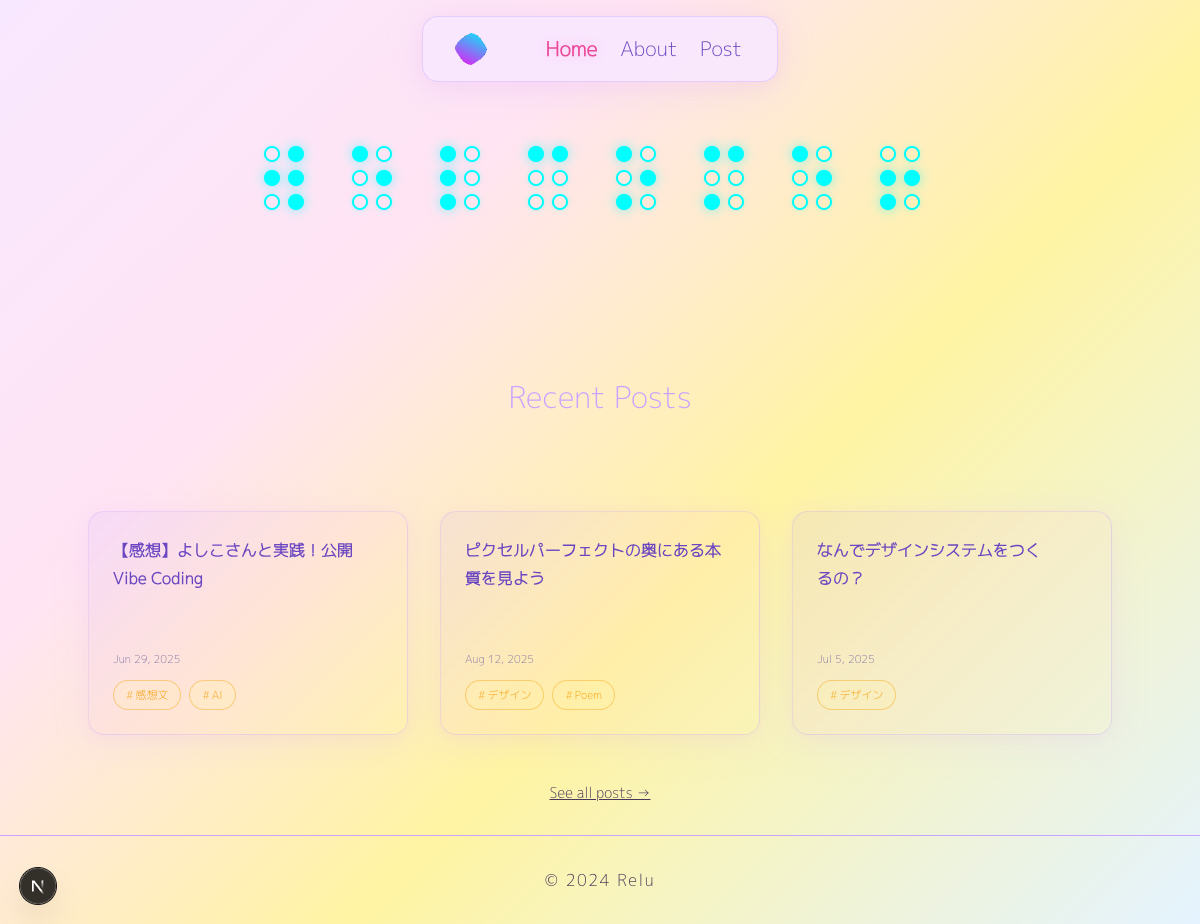 Home About Post
⠺⠑⠇⠉⠕⠍⠑⠖
Recent Posts
【感想】よしこさんと実践！公開
Vibe Coding
Jun 29, 2025
# 感想文 # AI
ピクセルパーフェクトの奥にある本
質を見よう
Aug 12, 2025
# デザイン # Poem
なんでデザインシステムをつく
るの？
Jul 5, 2025
# デザイン
See all posts →
© 2024 Relu
N